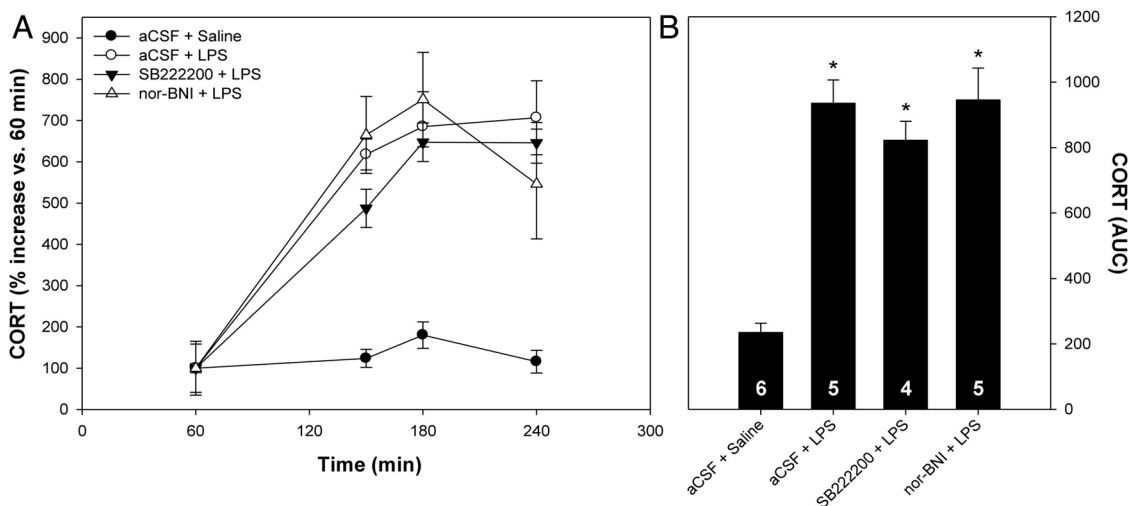 A
aCSF + Saline
aCSF + LPS
SB222200 + LPS
nor-BNI + LPS
CORT (% increase vs. 60 min)
900
800
700
600
500
400
300
200
100
0
0
60
120
180
240
300
Time (min)
B
*
*
*
6
5
4
5
1200
1000
800
600
400
200
0
CORT
(AUC)
aCSF + Saline
aCSF + LPS
SB222200 + LPS
nor-BNI + LPS